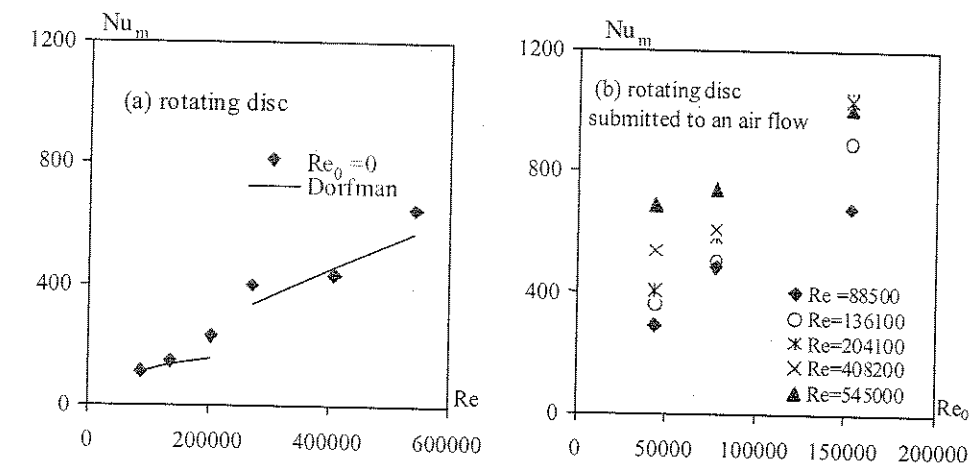 Nu_m
1200
(a) rotating disc
800
Re_0 =0
Dorfman
400
0
Re
0 200000 400000 600000
Nu_m
1200
(b) rotating disc
submitted to an air flow
800
400
Re =88500
Re=136100
Re=204100
Re=408200
Re=545000
0
Re_0
0 50000 100000 150000 200000